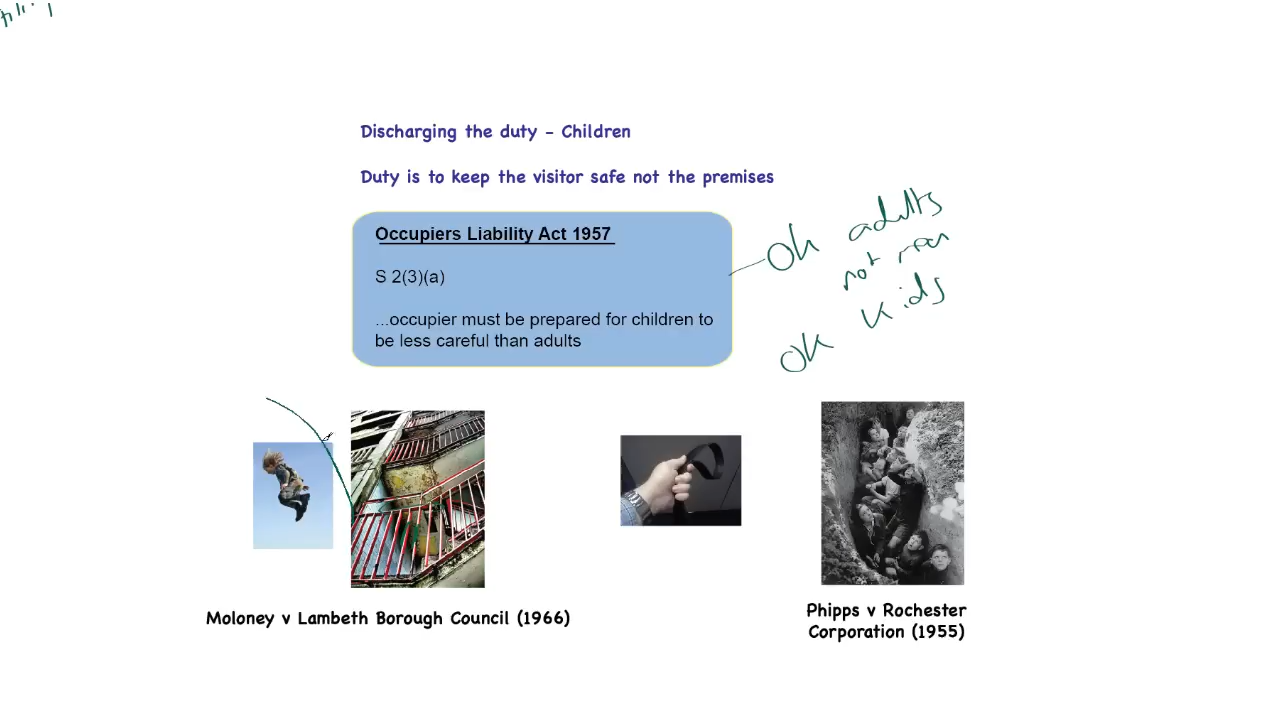 Discharging the duty - Children
Duty is to keep the visitor safe not the premises
Occupiers Liability Act 1957
S 2(3)(a)
...occupier must be prepared for children to
be less careful than adults
Oh adults
not
OK Kids
Moloney v Lambeth Borough Council (1966)
Phipps v Rochester
Corporation (1955)